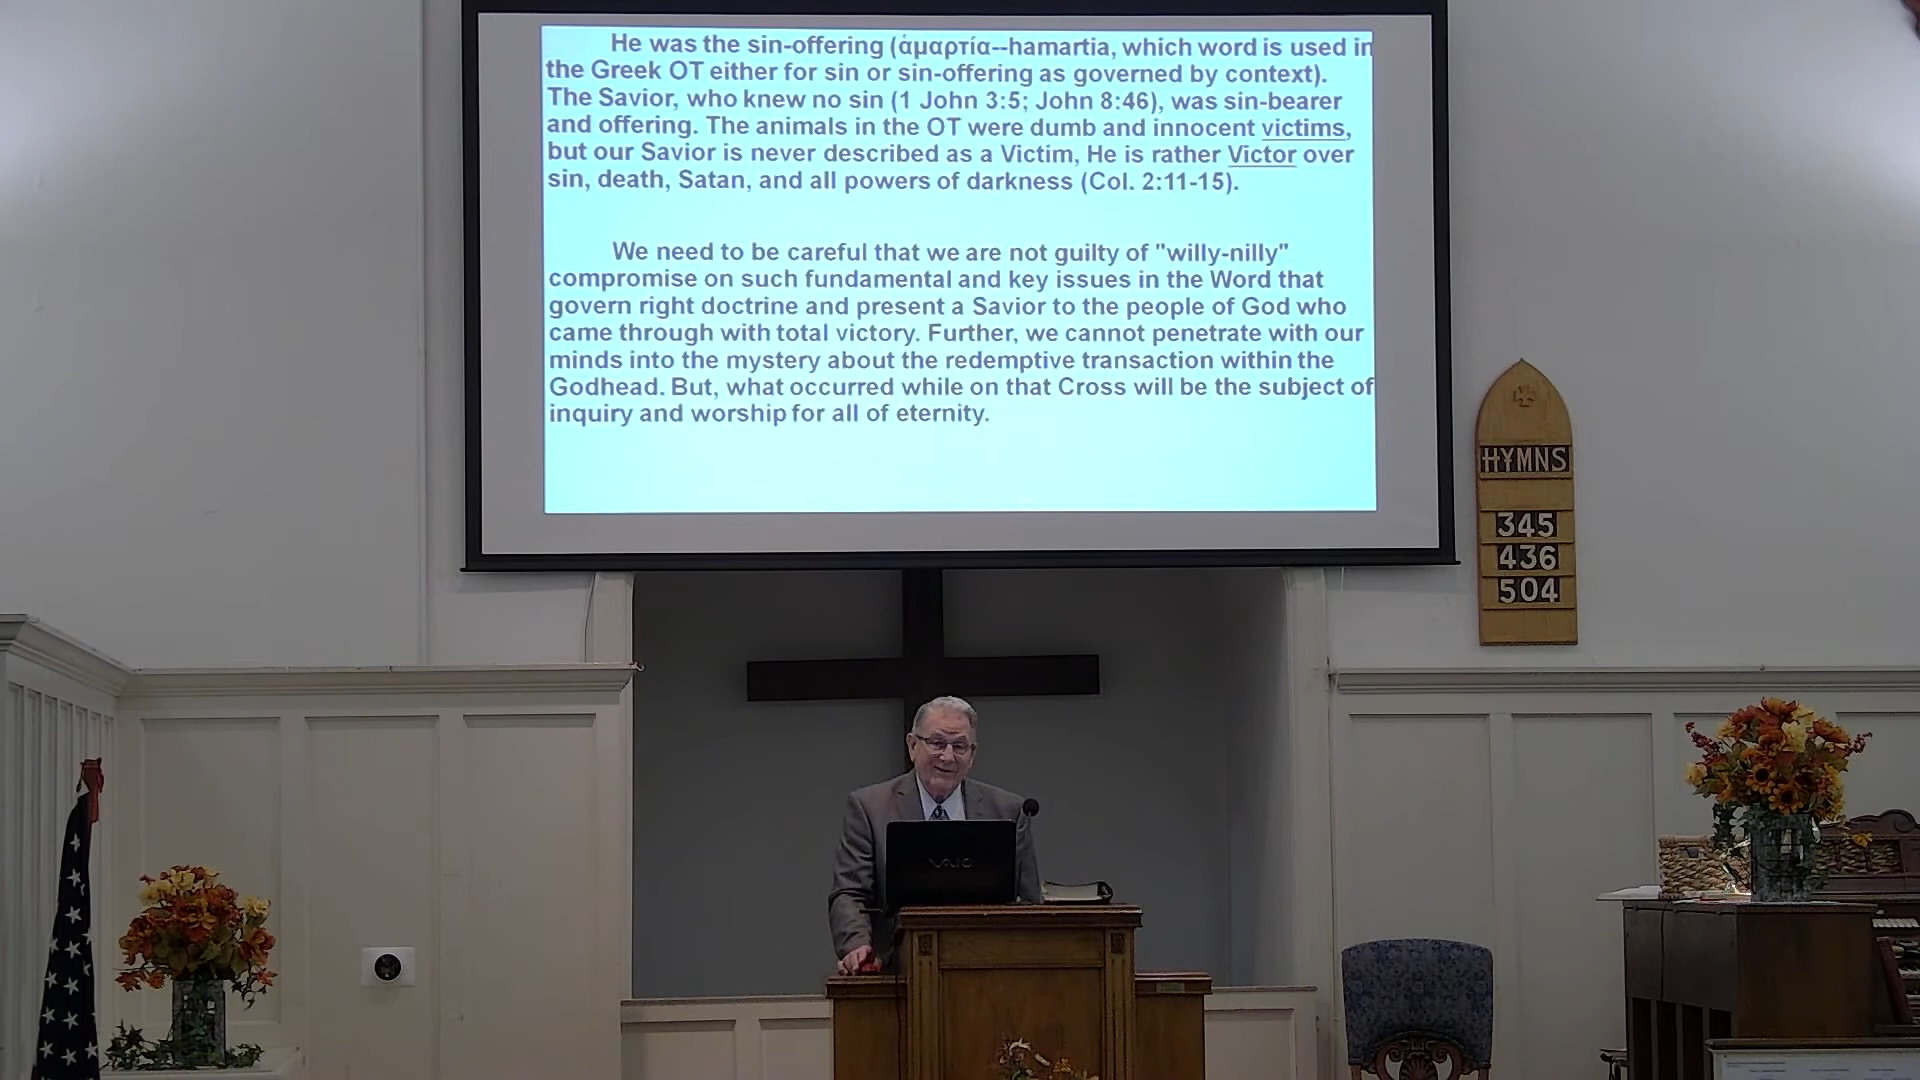 He was the sin-offering (ἁμαρτία--hamartia, which word is used in
the Greek OT either for sin or sin-offering as governed by context).
The Savior, who knew no sin (1 John 3:5; John 8:46), was sin-bearer
and offering. The animals in the OT were dumb and innocent victims,
but our Savior is never described as a Victim, He is rather Victor over
sin, death, Satan, and all powers of darkness (Col. 2:11-15).
We need to be careful that we are not guilty of "willy-nilly"
compromise on such fundamental and key issues in the Word that
govern right doctrine and present a Savior to the people of God who
came through with total victory. Further, we cannot penetrate with our
minds into the mystery about the redemptive transaction within the
Godhead. But, what occurred while on that Cross will be the subject of
inquiry and worship for all of eternity.
HYMNS
345
436
504
VAIO